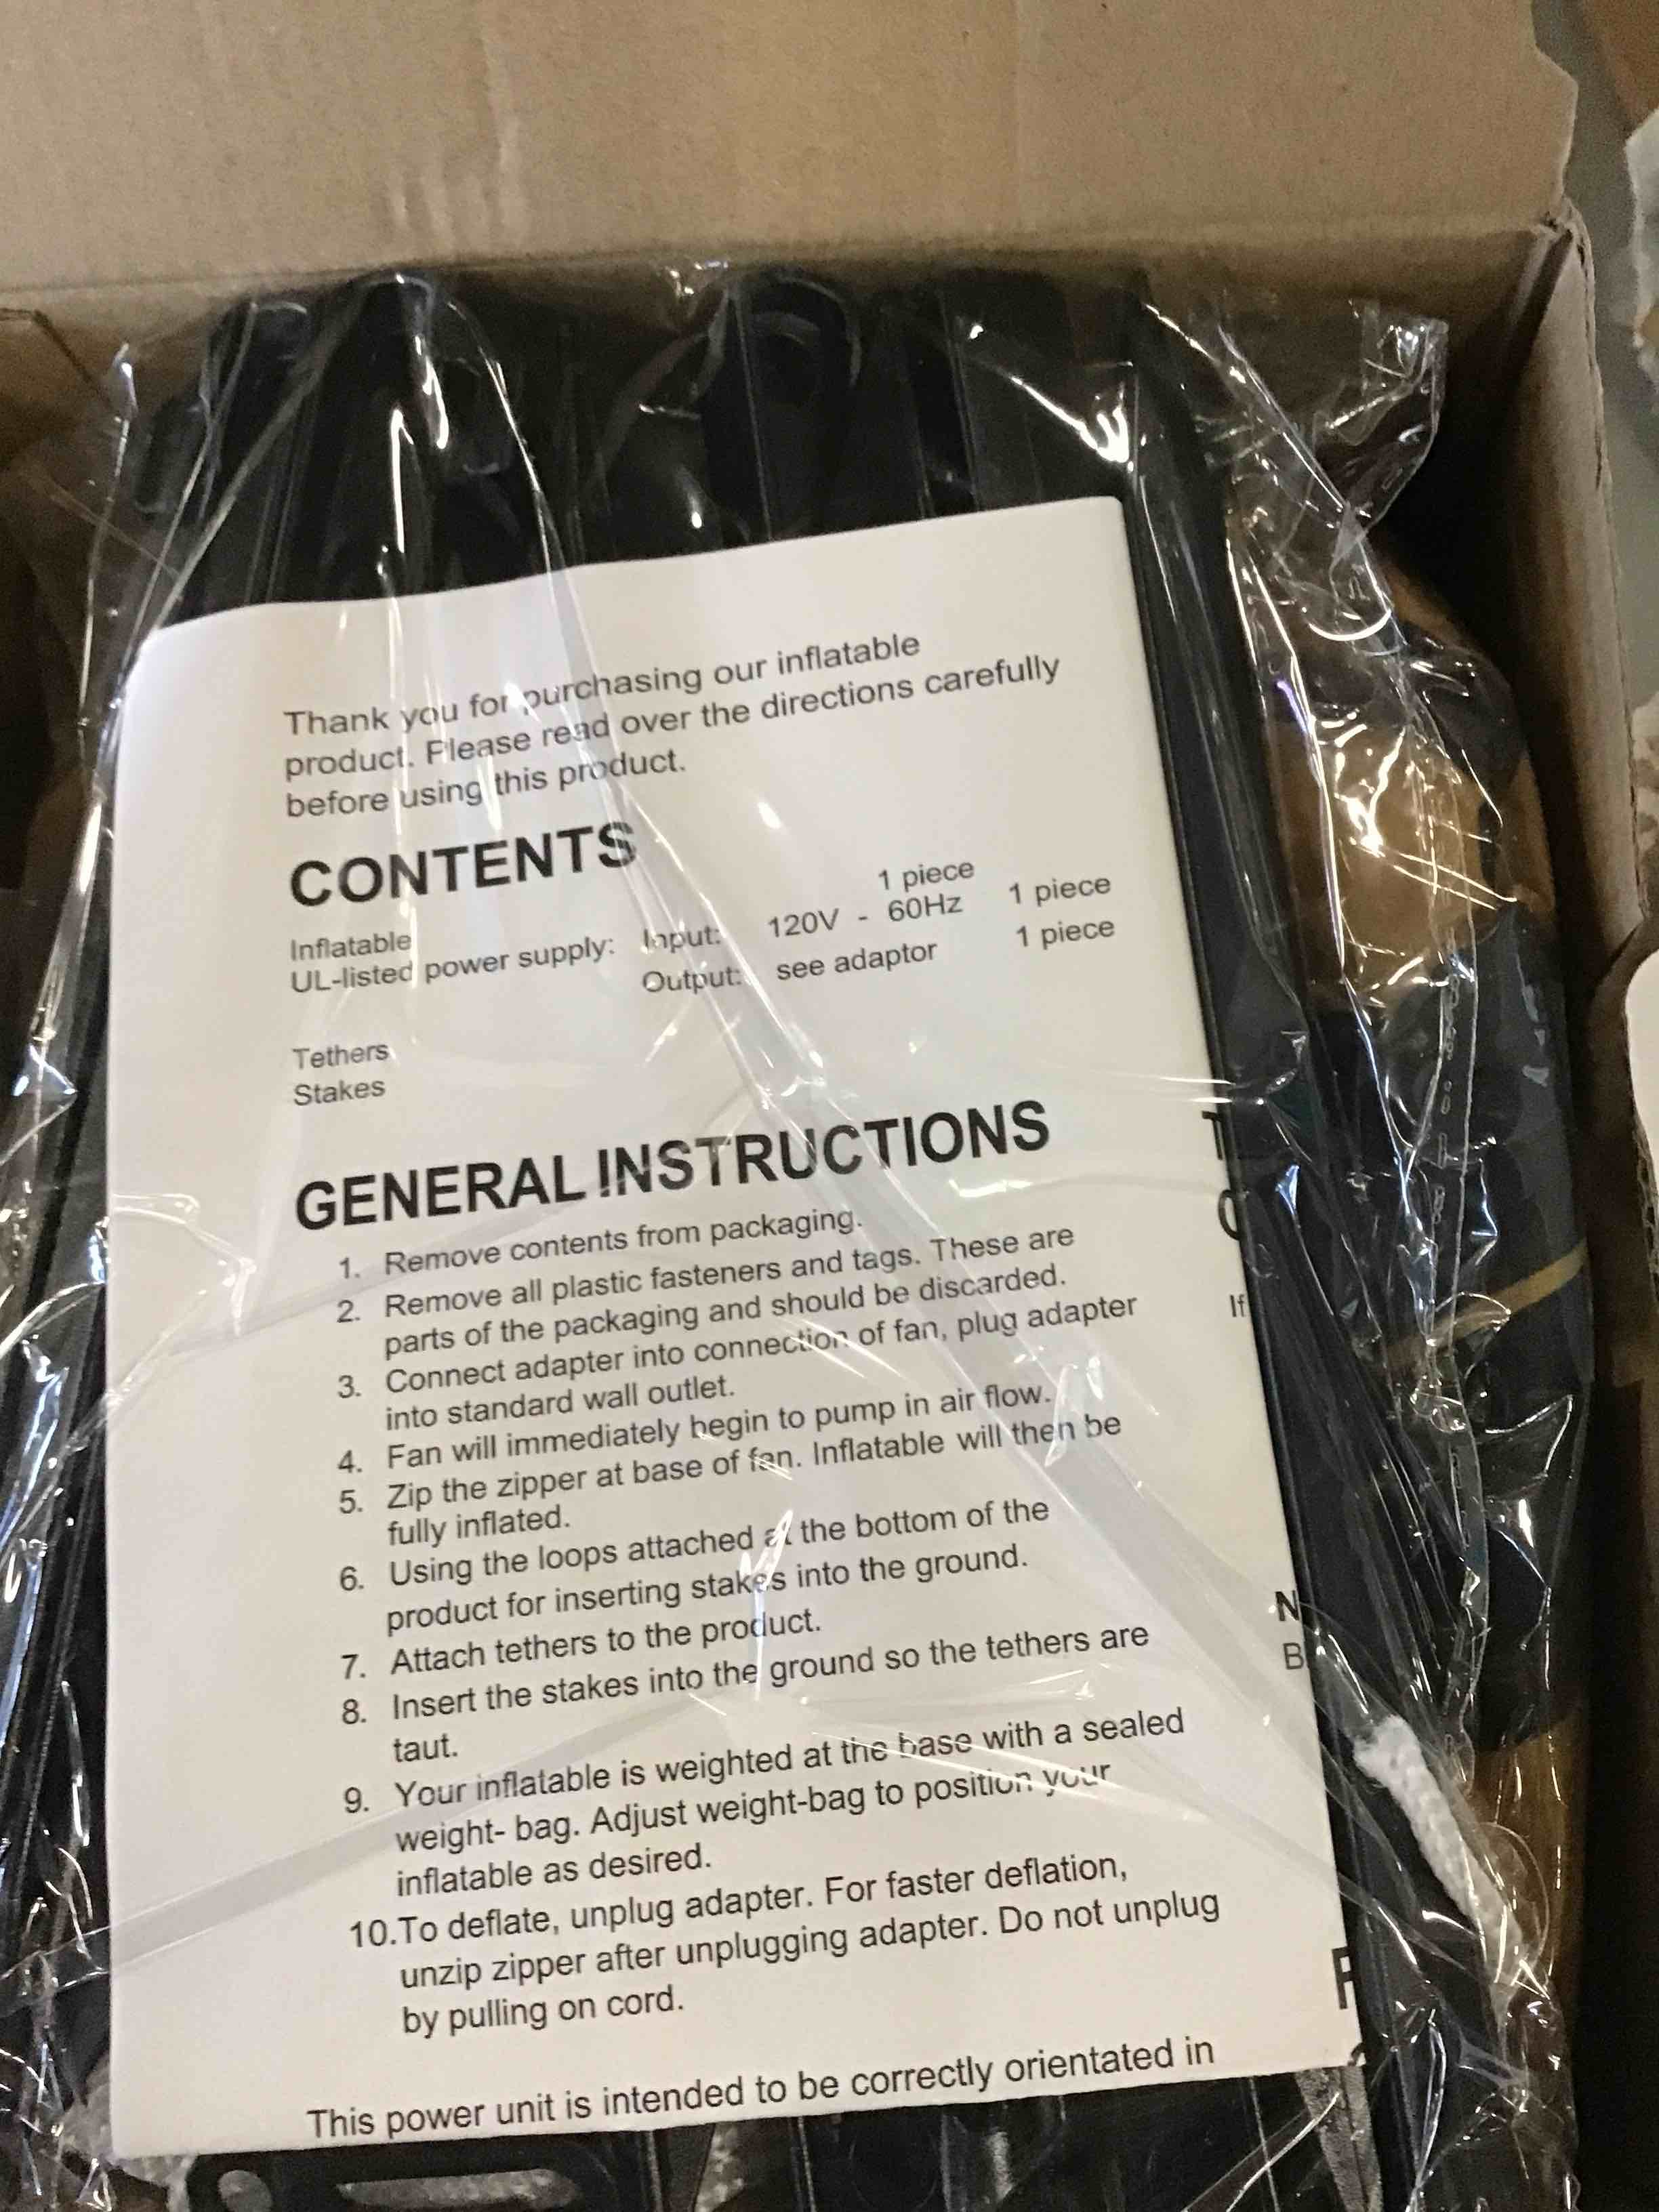 Thank you for purchasing our inflatable
product. Please read over the directions carefully
before using this product.
CONTENTS
Inflatable 1 piece
UL-listed power supply: Input: 120V - 60Hz 1 piece
Output: see adaptor 1 piece
Tethers
Stakes
GENERAL INSTRUCTIONS
1. Remove contents from packaging.
2. Remove all plastic fasteners and tags. These are
parts of the packaging and should be discarded.
3. Connect adapter into connection of fan, plug adapter
into standard wall outlet.
4. Fan will immediately begin to pump in air flow.
5. Zip the zipper at base of fan. Inflatable will then be
fully inflated.
6. Using the loops attached at the bottom of the
product for inserting stakes into the ground.
7. Attach tethers to the product.
8. Insert the stakes into the ground so the tethers are
taut.
9. Your inflatable is weighted at the base with a sealed
weight- bag. Adjust weight-bag to position your
inflatable as desired.
10.To deflate, unplug adapter. For faster deflation,
unzip zipper after unplugging adapter. Do not unplug
by pulling on cord.
This power unit is intended to be correctly orientated in
If